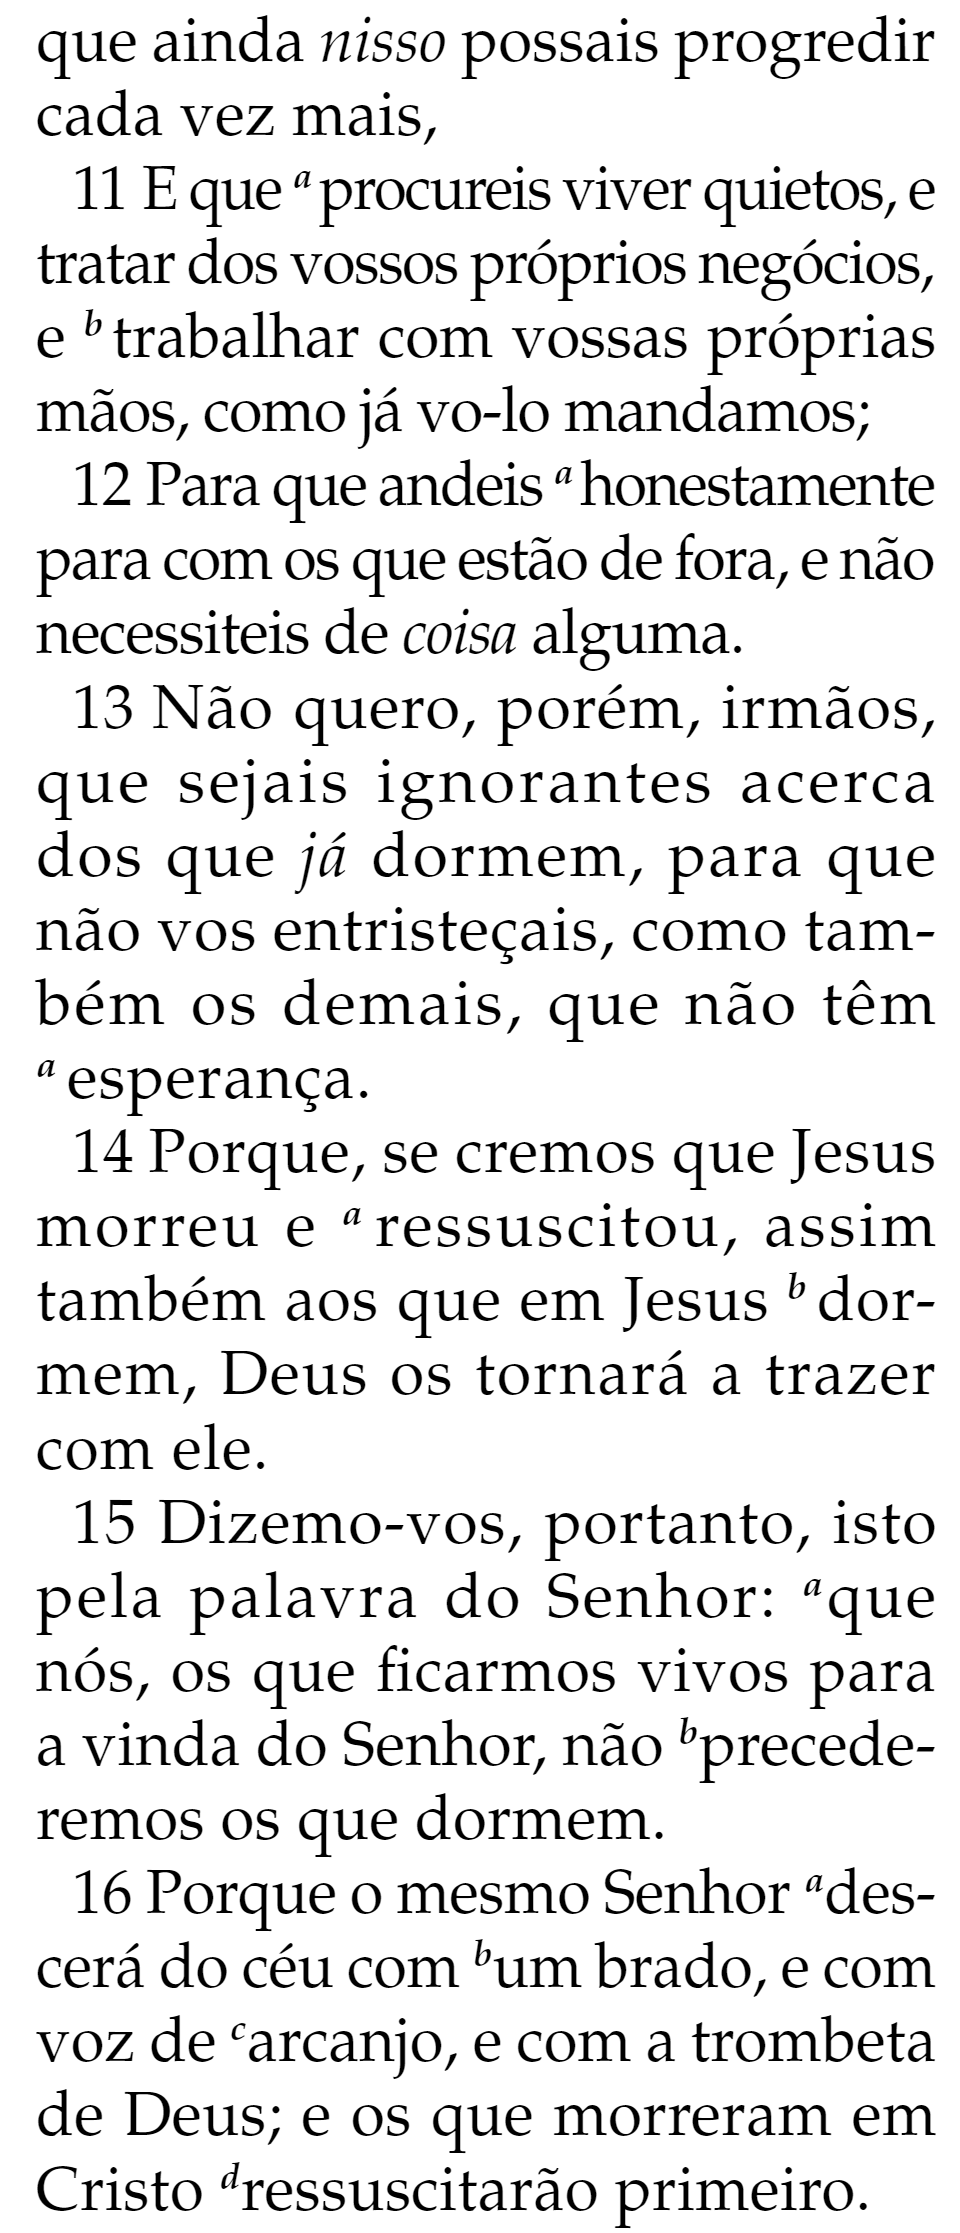 que ainda nisso possais progredir
cada vez mais,
11 E que a procureis viver quietos, e
tratar dos vossos próprios negócios,
e b trabalhar com vossas próprias
mãos, como já vo-lo mandamos;
12 Para que andeis a honestamente
para com os que estão de fora, e não
necessiteis de coisa alguma.
13 Não quero, porém, irmãos,
que sejais ignorantes acerca
dos que já dormem, para que
não vos entristeçais, como tam-
bém os demais, que não têm
a esperança.
14 Porque, se cremos que Jesus
morreu e a ressuscitou, assim
também aos que em Jesus b dor-
mem, Deus os tornará a trazer
com ele.
15 Dizemo-vos, portanto, isto
pela palavra do Senhor: aque
nós, os que ficarmos vivos para
a vinda do Senhor, não bprecede-
remos os que dormem.
16 Porque o mesmo Senhor ades-
cerá do céu com bum brado, e com
voz de carcanjo, e com a trombeta
de Deus; e os que morreram em
Cristo dressuscitarão primeiro.